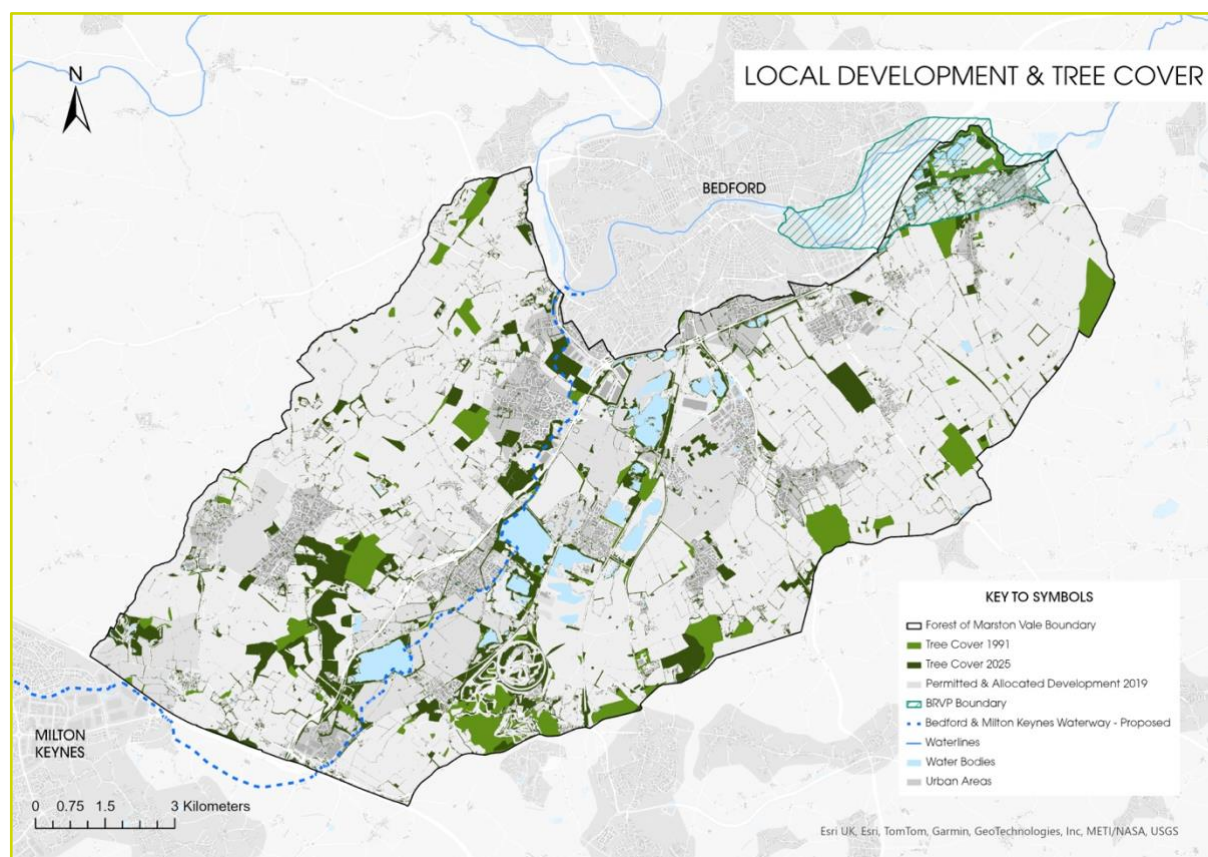 LOCAL DEVELOPMENT & TREE COVER
N
BEDFORD
MILTON
KEYNES
0 0.75 1.5 3 Kilometers
KEY TO SYMBOLS
Forest of Marston Vale Boundary
Tree Cover 1991
Tree Cover 2025
Permitted & Allocated Development 2019
BRVP Boundary
Bedford & Milton Keynes Waterway - Proposed
Waterlines
Water Bodies
Urban Areas
Esri UK, Esri, TomTom, Garmin, GeoTechnologies, Inc, METI/NASA, USGS